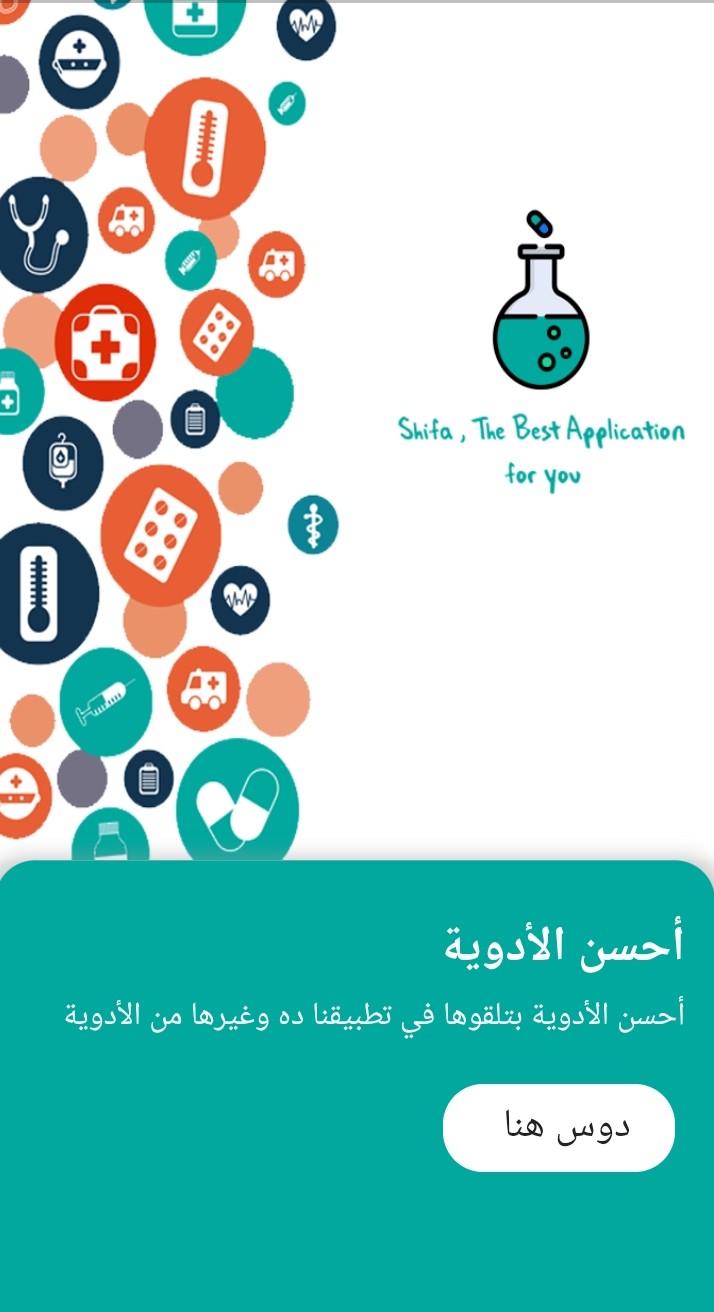 Shifa , The Best Application
for you
أحسن الأدوية
أحسن الأدوية بتلقوها في تطبيقنا ده وغيرها من الأدوية
دوس هنا